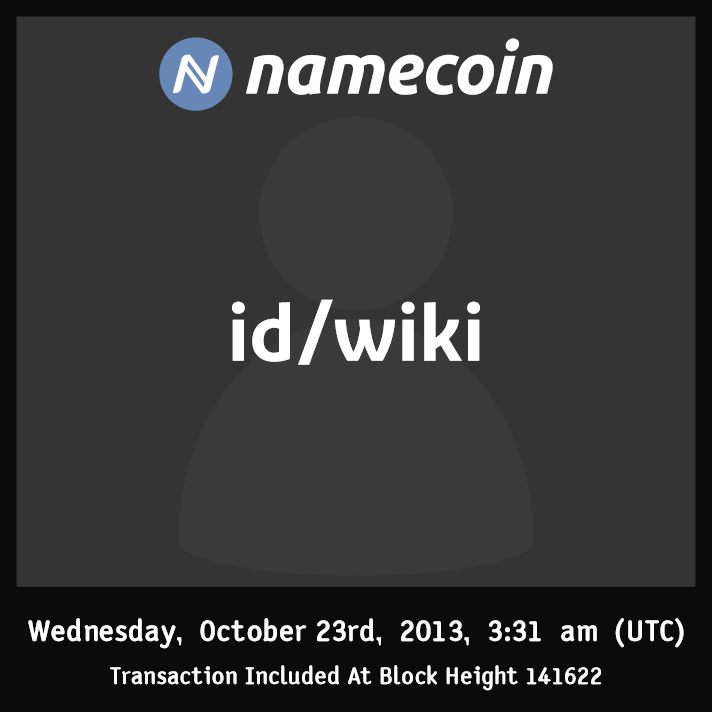 namecoin
id/wiki
Wednesday, October 23rd, 2013, 3:31 am (UTC)
Transaction Included At Block Height 141622